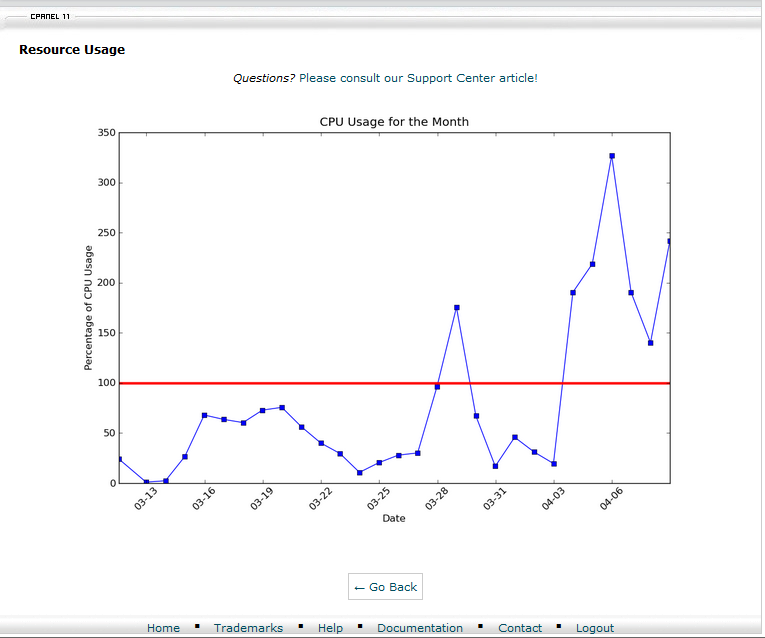 CPANEL 11
Resource Usage
Questions? Please consult our Support Center article!
CPU Usage for the Month
350
300
250
200
150
100
50
0
Percentage of CPU Usage
03-13 03-16 03-19 03-22 03-25 03-28 03-31 04-03 04-06
Date
← Go Back
Home ▪ Trademarks ▪ Help ▪ Documentation ▪ Contact ▪ Logout